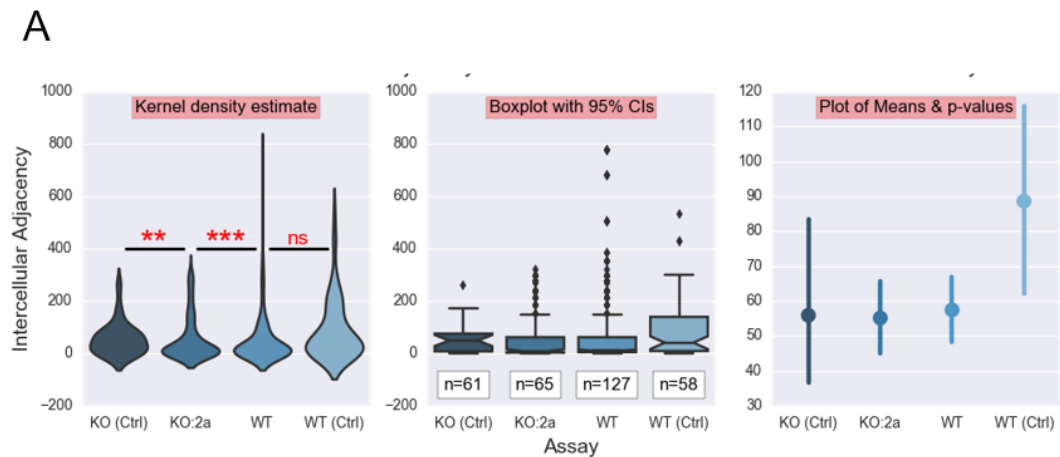 A
Kernel density estimate
Boxplot with 95% CIs
Plot of Means & p-values
Intercellular Adjacency
1000
800
600
400
200
0
−200
** *** ns
KO (Ctrl) KO:2a WT WT (Ctrl)
1000
800
600
400
200
0
−200
n=61 n=65 n=127 n=58
KO (Ctrl) KO:2a WT WT (Ctrl)
Assay
120
110
100
90
80
70
60
50
40
30
KO (Ctrl) KO:2a WT WT (Ctrl)